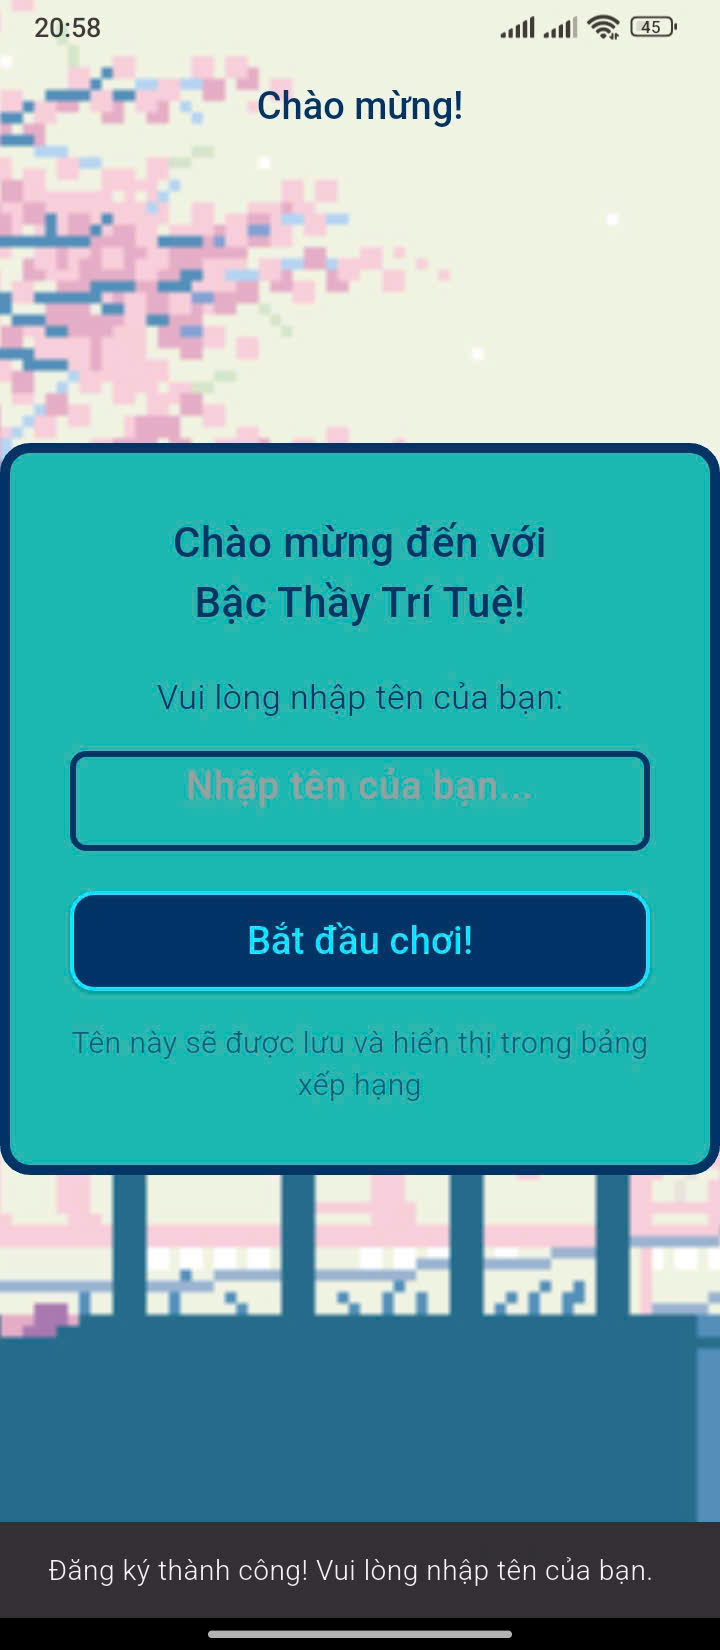 20:58
45
Chào mừng!
Chào mừng đến với
Bậc Thầy Trí Tuệ!
Vui lòng nhập tên của bạn:
Nhập tên của bạn...
Bắt đầu chơi!
Tên này sẽ được lưu và hiển thị trong bảng
xếp hạng
Đăng ký thành công! Vui lòng nhập tên của bạn.